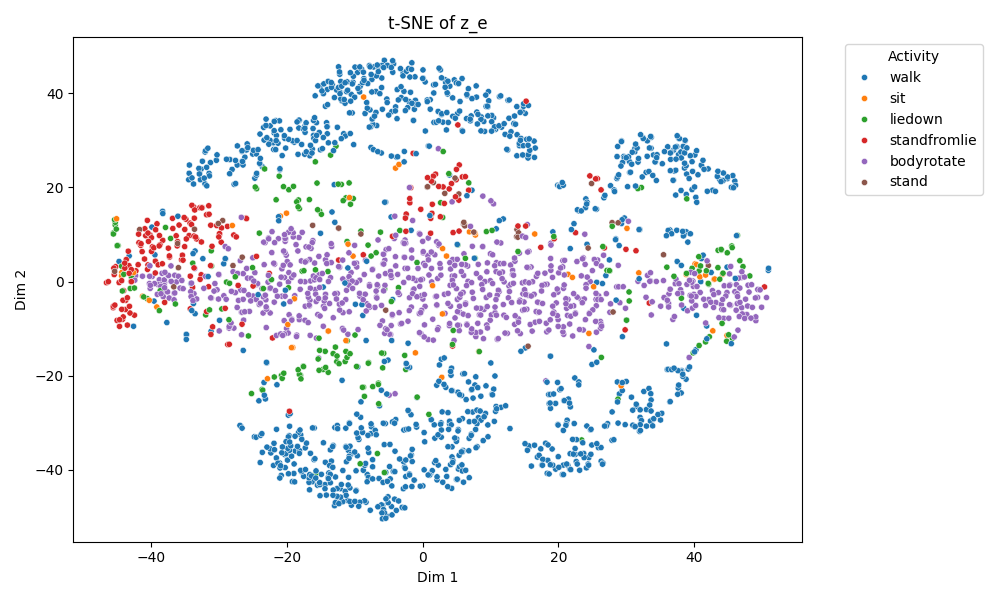 t-SNE of z_e
Activity
walk
sit
liedown
standfromlie
bodyrotate
stand
40
20
0
−20
−40
Dim 2
−40
−20
0
20
40
Dim 1